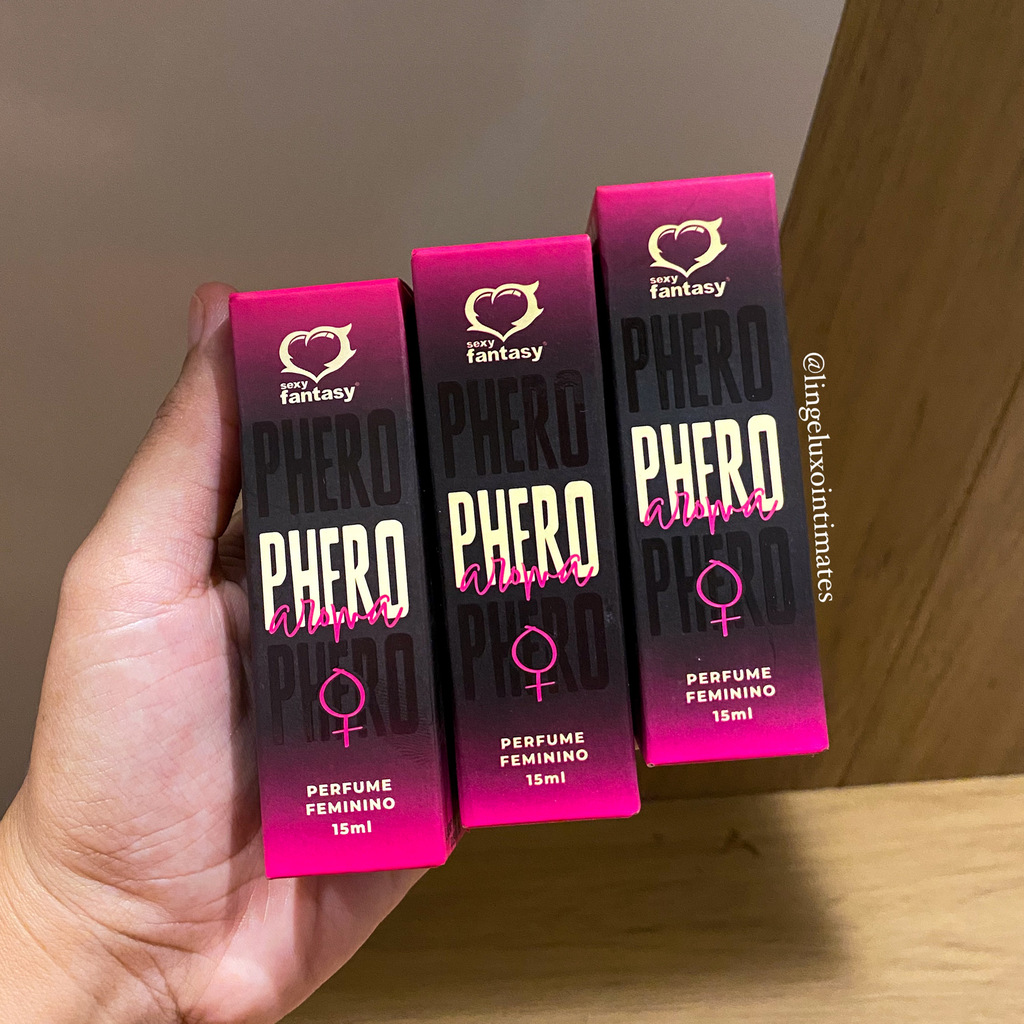 sexy
fantasy
PHERO
PHERO
aroma
PHERO
PERFUME
FEMININO
15ml
sexy
fantasy
PHERO
PHERO
aroma
PHERO
PERFUME
FEMININO
15ml
sexy
fantasy
PHERO
PHERO
aroma
PHERO
PERFUME
FEMININO
15ml
@lingeluxointimates